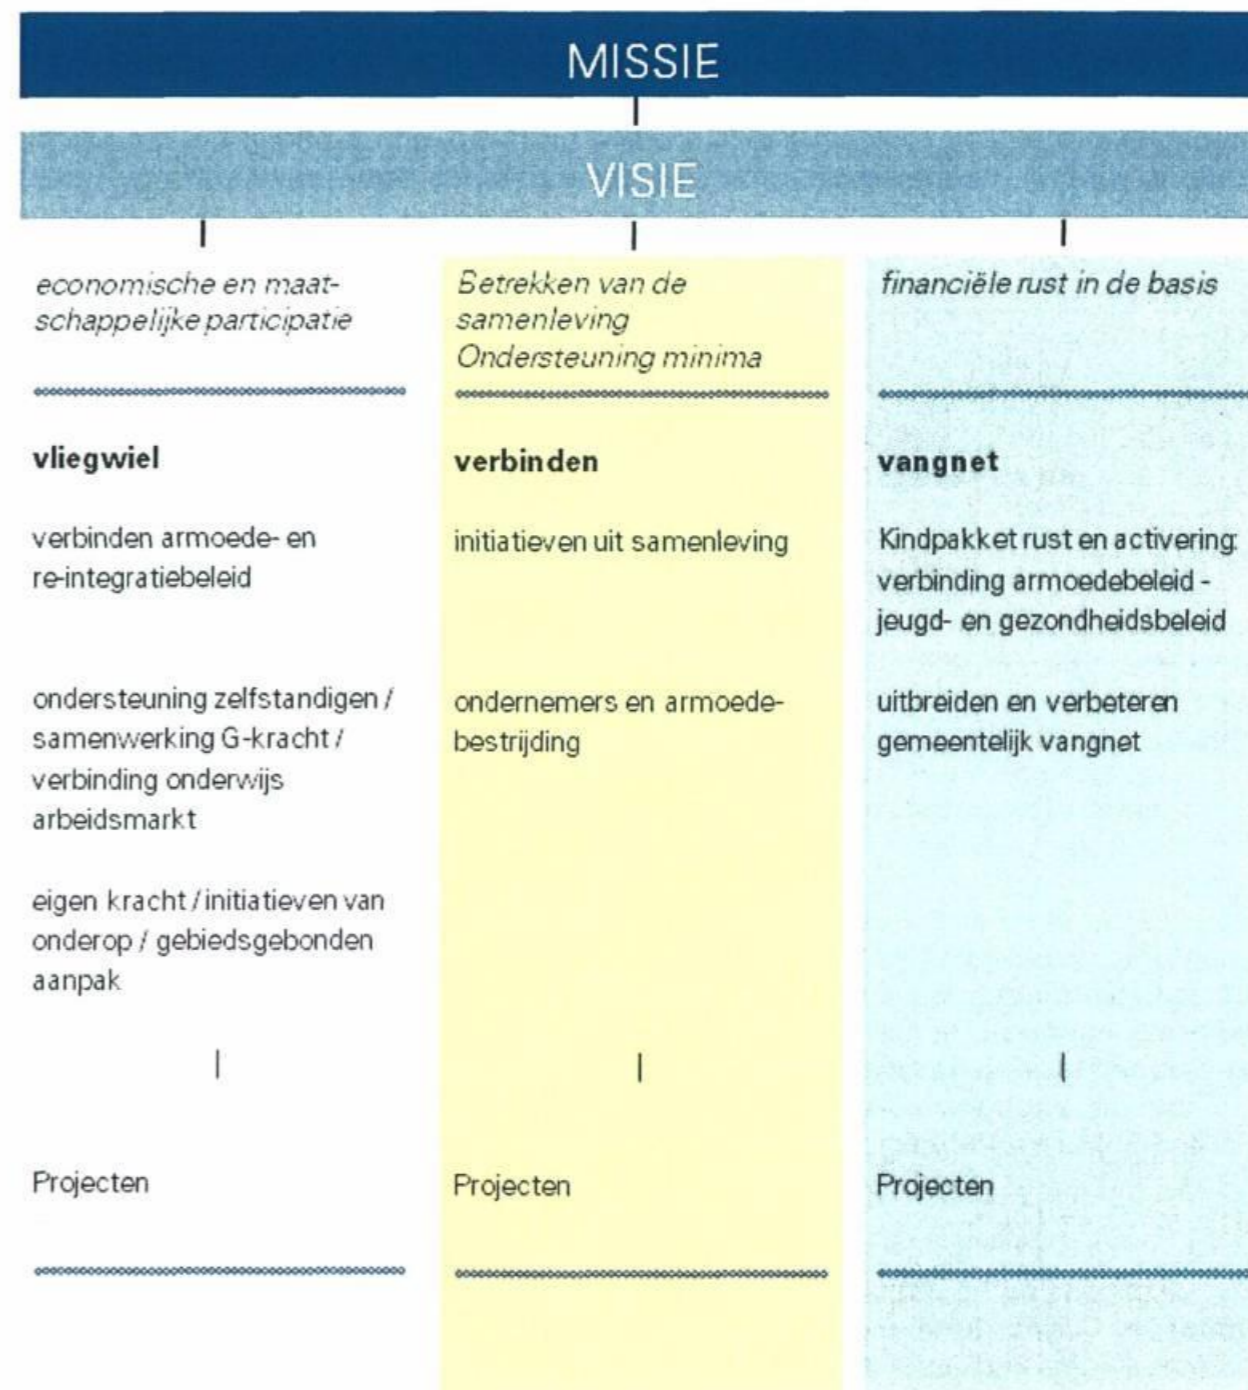 MISSIE
VISIE
economische en maat-
schappelijke participatie
vliegwiel
verbinden armoede- en
re-integratiebeleid
ondersteuning zelfstandigen /
samenwerking G-kracht /
verbinding onderwijs
arbeidsmarkt
eigen kracht / initiatieven van
onderop / gebiedsgebonden
aanpak
Projecten
Betrekken van de
samenleving
Ondersteuning minima
verbinden
initiatieven uit samenleving
ondernemers en armoede-
bestrijding
Projecten
financiële rust in de basis
vangnet
Kindpakket rust en activering:
verbinding armoedebeleid -
jeugd- en gezondheidsbeleid
uitbreiden en verbeteren
gemeentelijk vangnet
Projecten